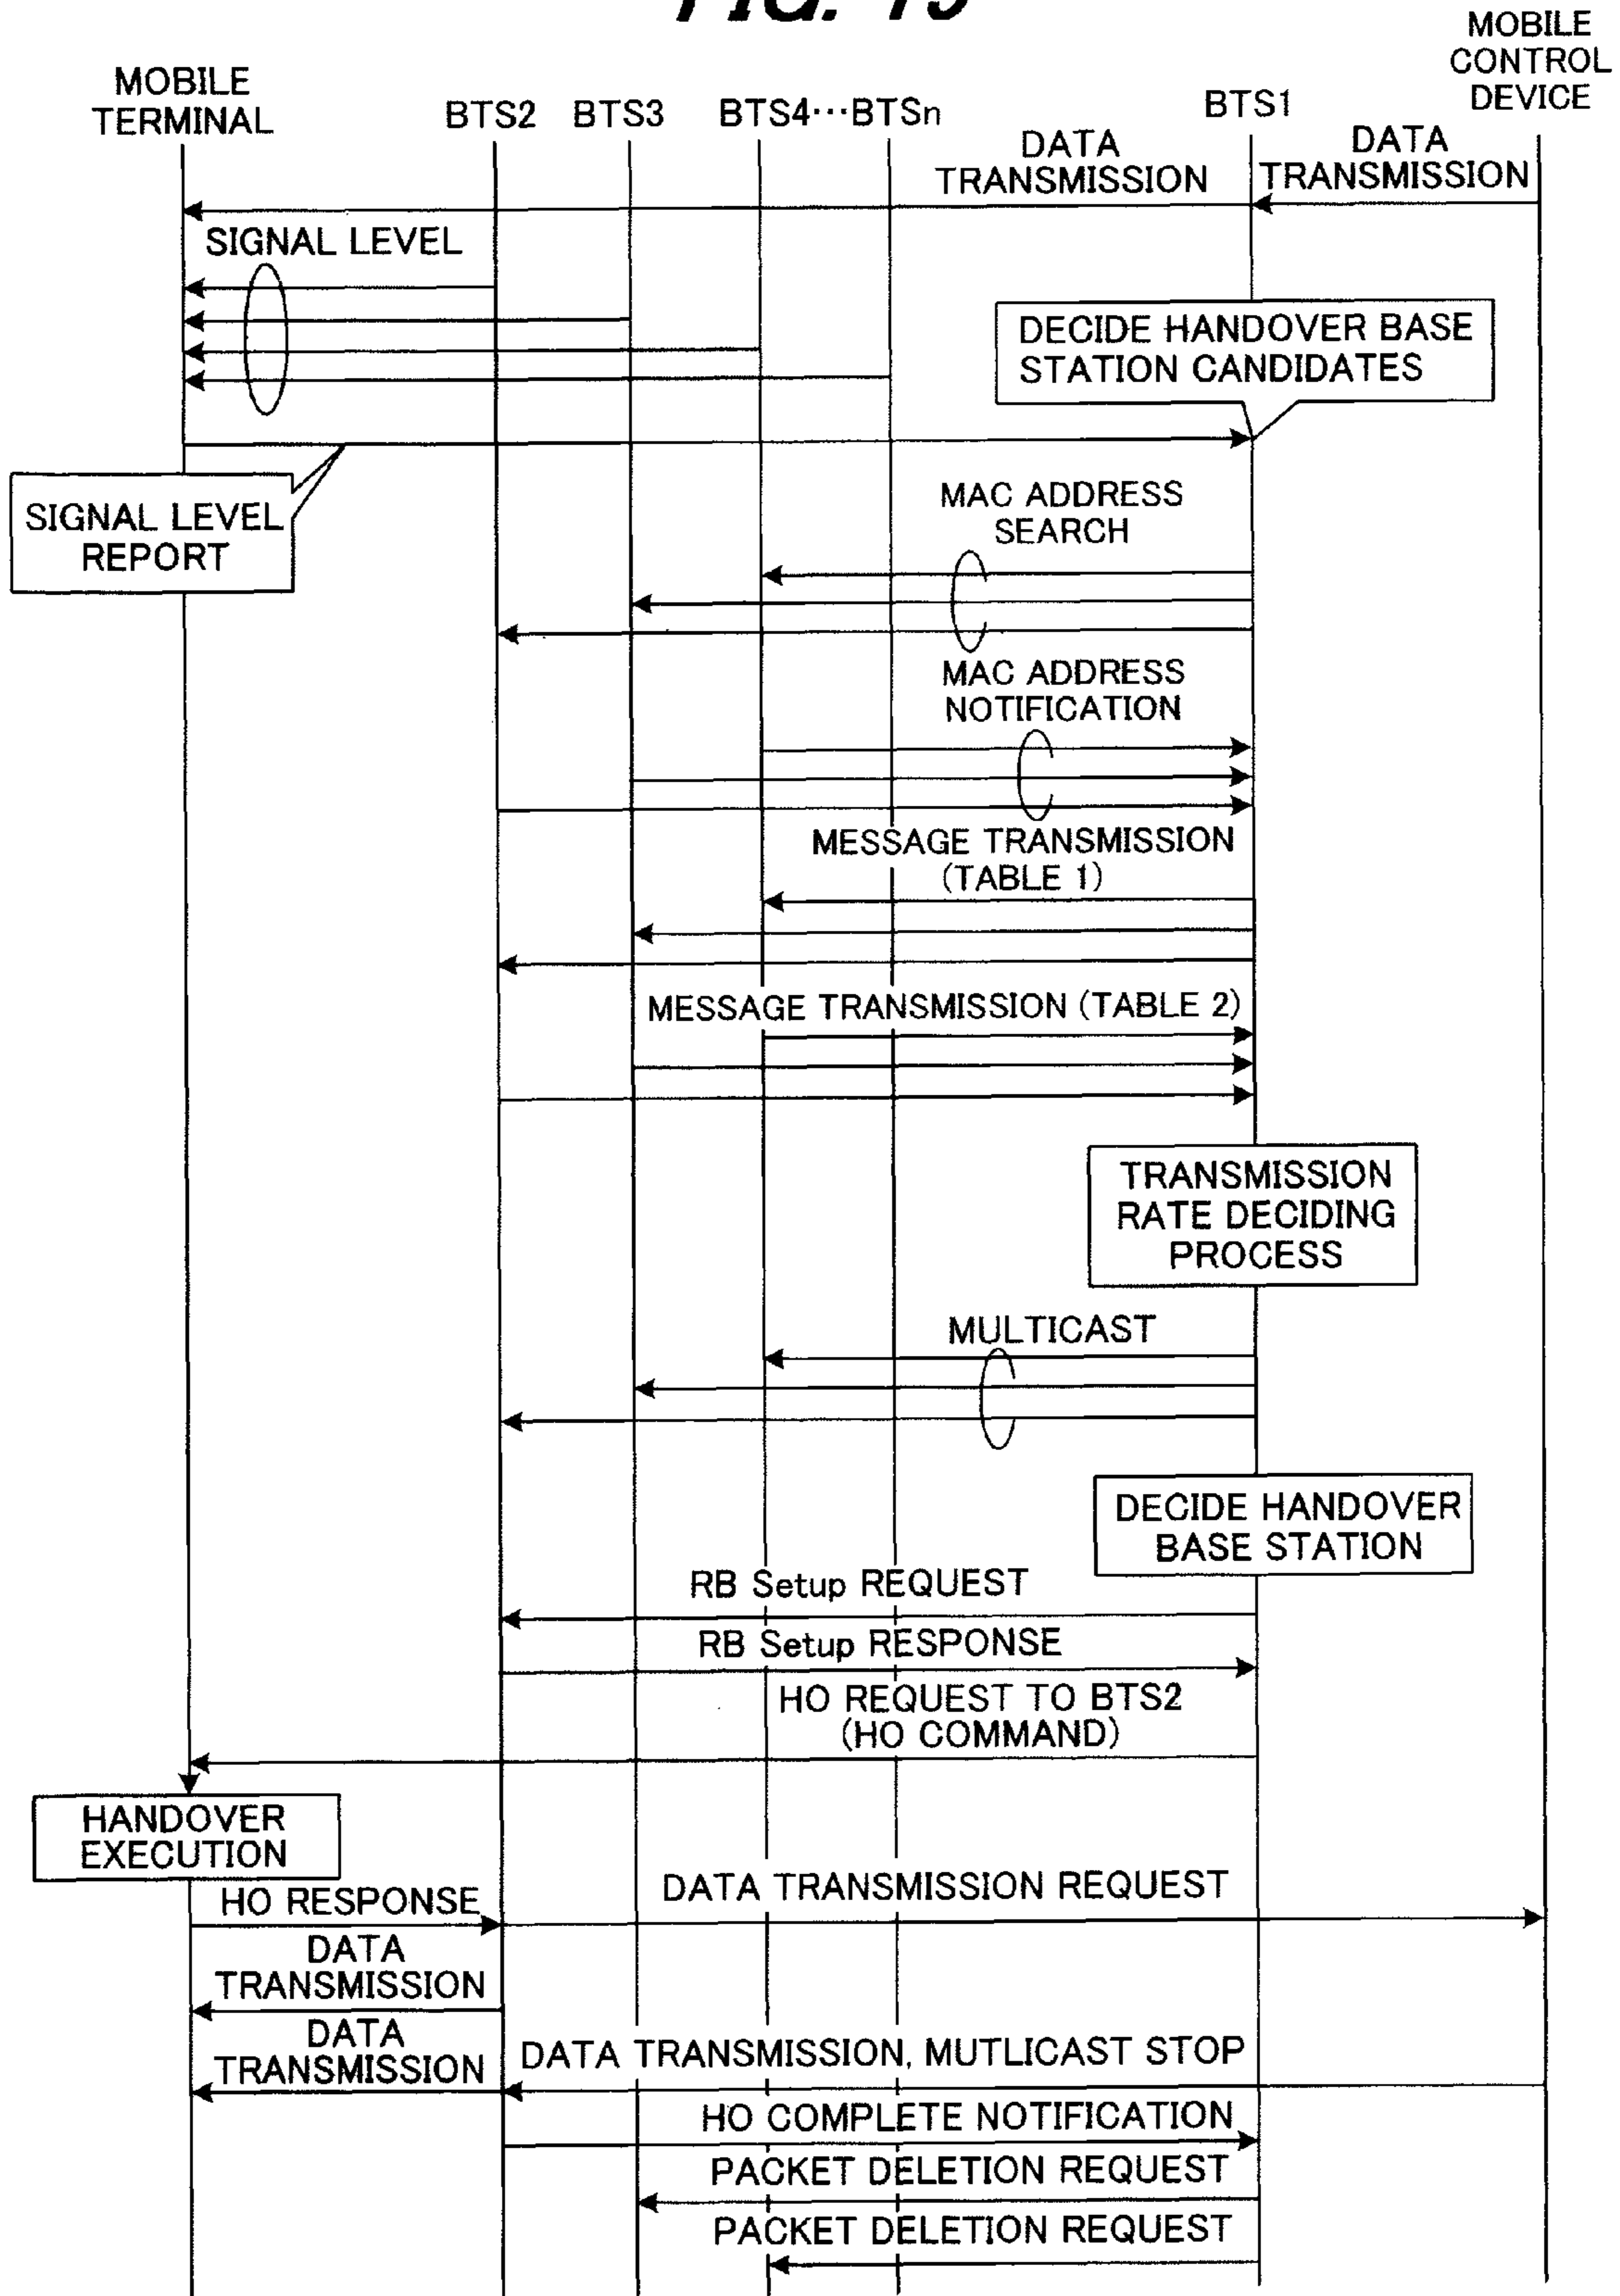 FIG. 19
MOBILE
CONTROL
DEVICE
MOBILE
TERMINAL
BTS2
BTS3
BTS4···BTSn
BTS1
DATA
TRANSMISSION
DATA
TRANSMISSION
SIGNAL LEVEL
DECIDE HANDOVER BASE
STATION CANDIDATES
SIGNAL LEVEL
REPORT
MAC ADDRESS
SEARCH
MAC ADDRESS
NOTIFICATION
MESSAGE TRANSMISSION
(TABLE 1)
MESSAGE TRANSMISSION (TABLE 2)
TRANSMISSION
RATE DECIDING
PROCESS
MULTICAST
DECIDE HANDOVER
BASE STATION
RB Setup REQUEST
RB Setup RESPONSE
HO REQUEST TO BTS2
(HO COMMAND)
HANDOVER
EXECUTION
HO RESPONSE
DATA TRANSMISSION REQUEST
DATA
TRANSMISSION
DATA
TRANSMISSION
DATA TRANSMISSION, MUTLICAST STOP
HO COMPLETE NOTIFICATION
PACKET DELETION REQUEST
PACKET DELETION REQUEST